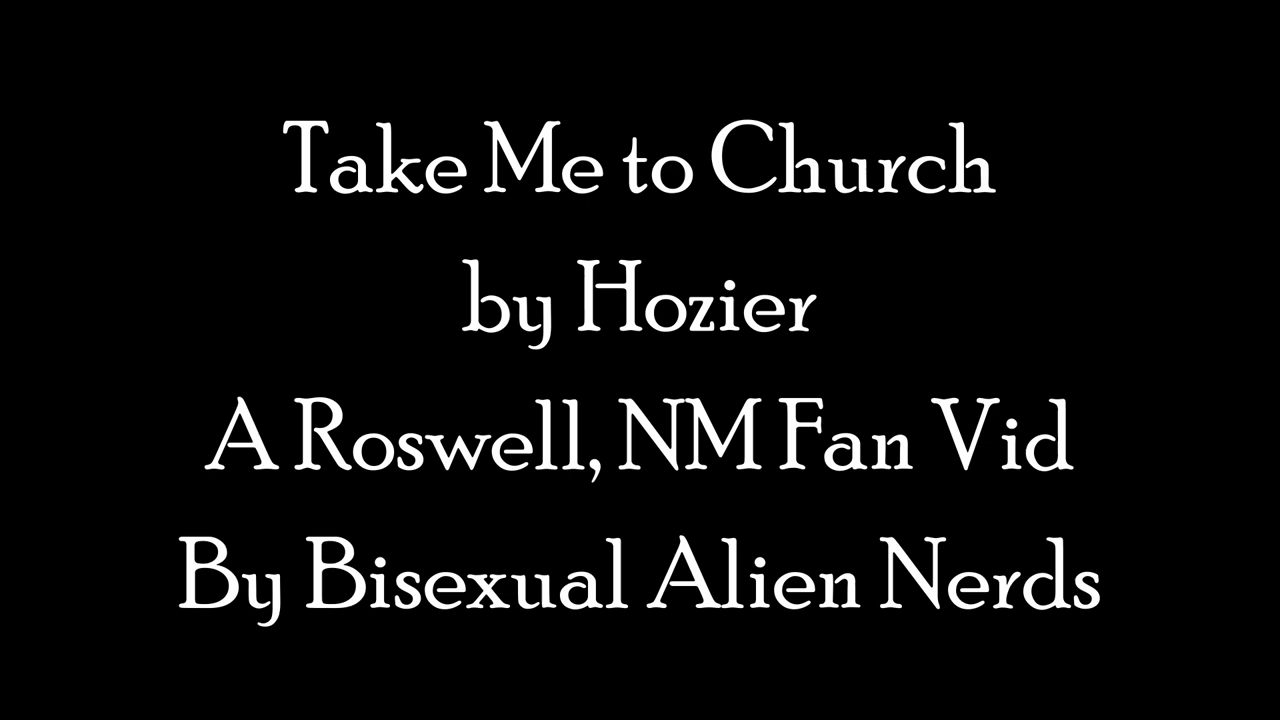 Take Me to Church
by Hozier
A Roswell, NM Fan Vid
By Bisexual Alien Nerds